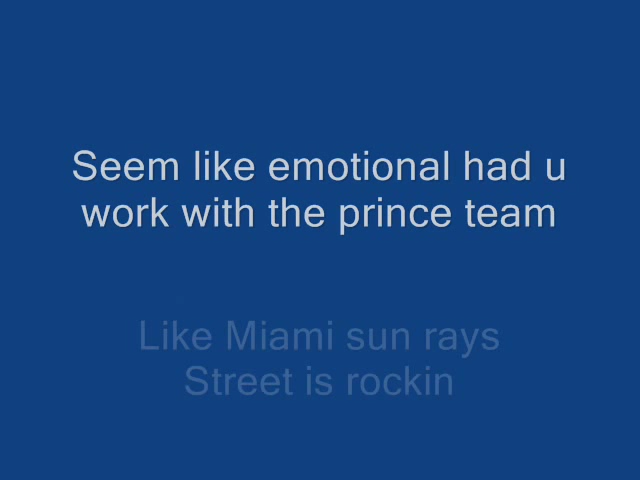 Seem like emotional had u
work with the prince team
Like Miami sun rays
Street is rockin